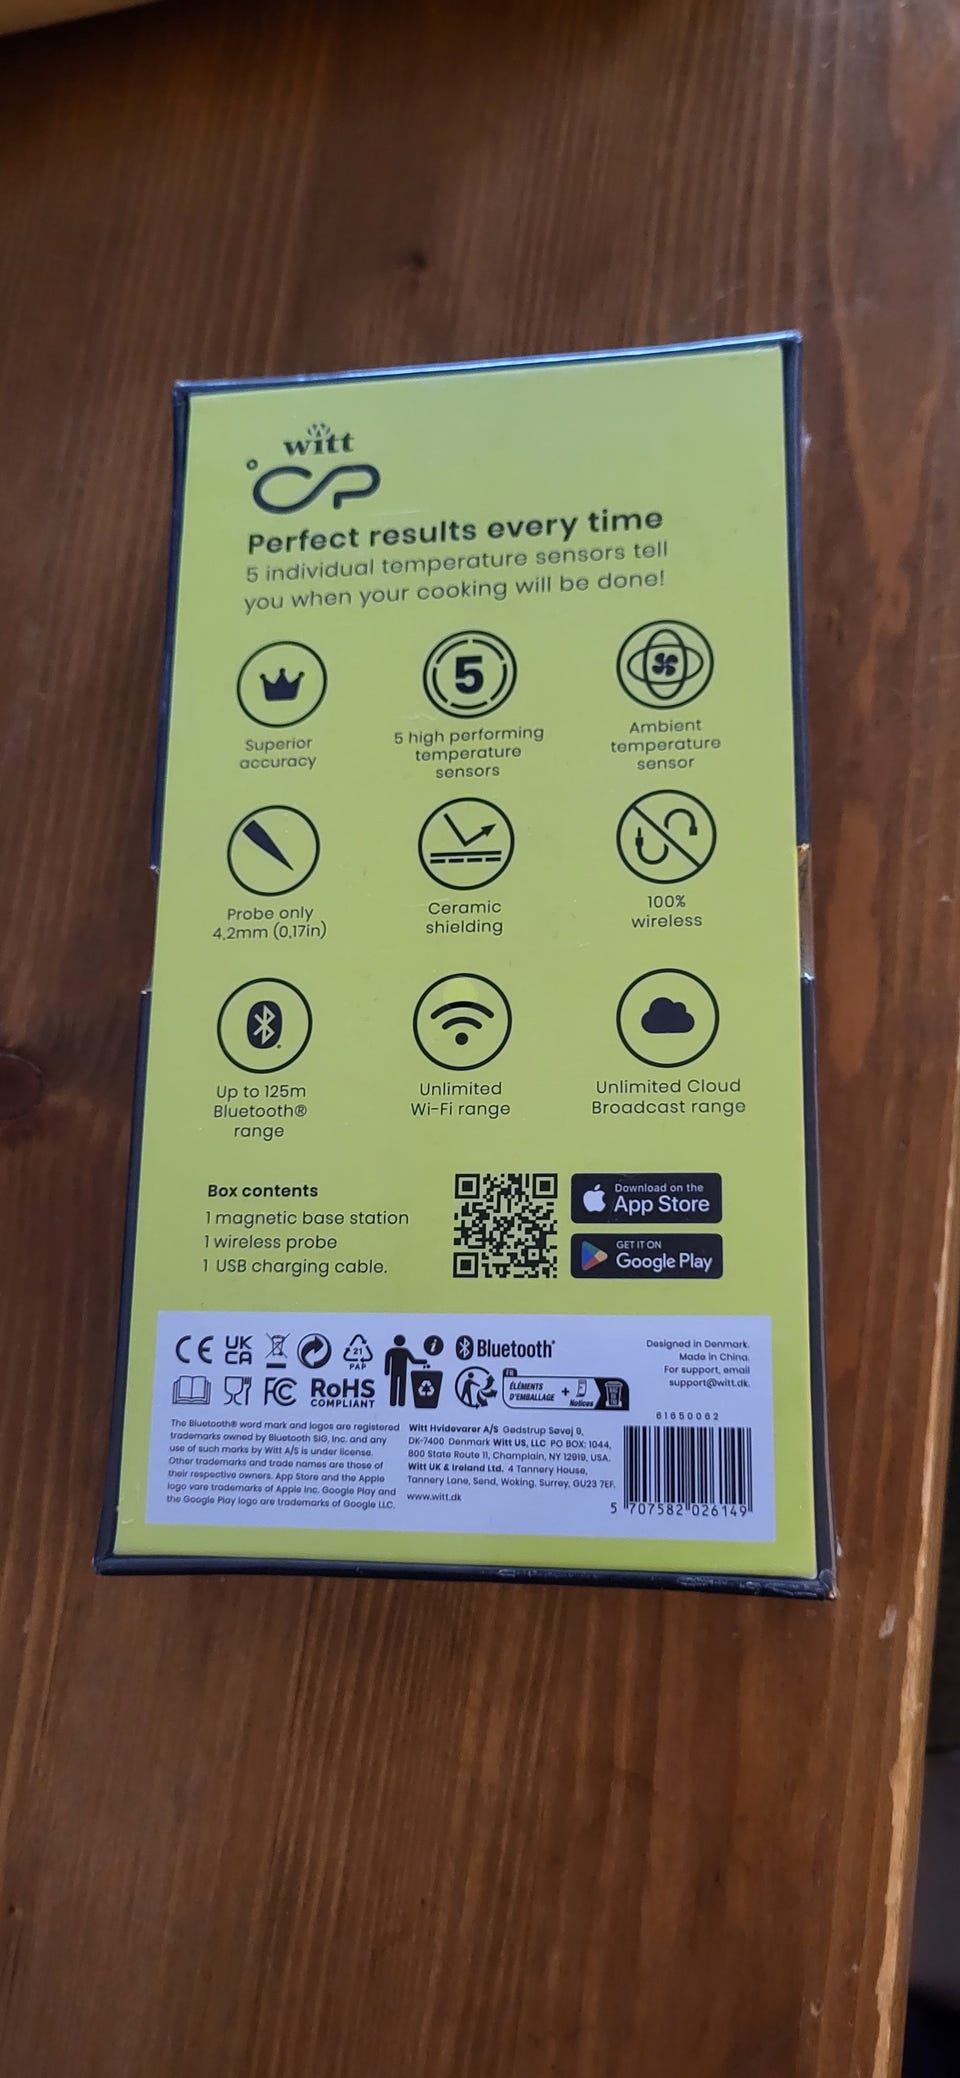 witt
°CP
Perfect results every time
5 individual temperature sensors tell
you when your cooking will be done!
Superior
accuracy
5
5 high performing
temperature
sensors
Ambient
temperature
sensor
Probe only
4,2mm (0,17in)
Ceramic
shielding
100%
wireless
Up to 125m
Bluetooth®
range
Unlimited
Wi-Fi range
Unlimited Cloud
Broadcast range
Box contents
1 magnetic base station
1 wireless probe
1 USB charging cable.
Download on the
App Store
GET IT ON
Google Play
CE
UK
CA
21
PAP
i
Bluetooth®
FC
RoHS
COMPLIANT
FR
ÉLÉMENTS
D'EMBALLAGE
+
Notices
Designed in Denmark.
Made in China.
For support, email
support@witt.dk.
The Bluetooth® word mark and logos are registered
trademarks owned by Bluetooth SIG, Inc. and any
use of such marks by Witt A/S is under license.
Other trademarks and trade names are those of
their respective owners. App Store and the Apple
logo vare trademarks of Apple Inc. Google Play and
the Google Play logo are trademarks of Google LLC.
Witt Hvidevarer A/S Gødstrup Søvej 9,
DK-7400 Denmark Witt US, LLC PO BOX: 1044,
800 State Route 11, Champlain, NY 12919, USA.
Witt UK & Ireland Ltd. 4 Tannery House,
Tannery Lane, Send, Woking, Surrey, GU23 7EF.
www.witt.dk
61650062
5 707582 026149